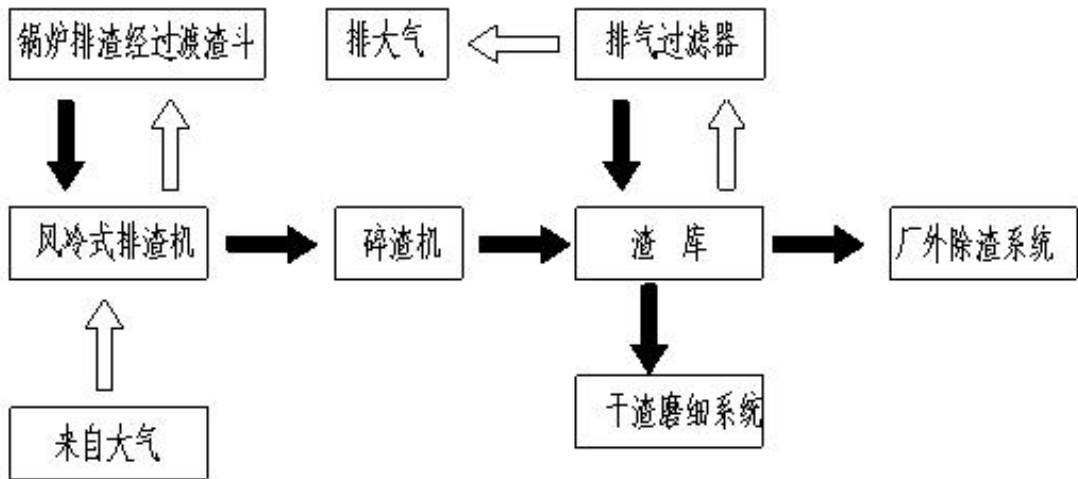 锅炉排渣经过渡渣斗
排大气
排气过滤器
风冷式排渣机
碎渣机
渣 库
厂外除渣系统
干渣磨细系统
来自大气